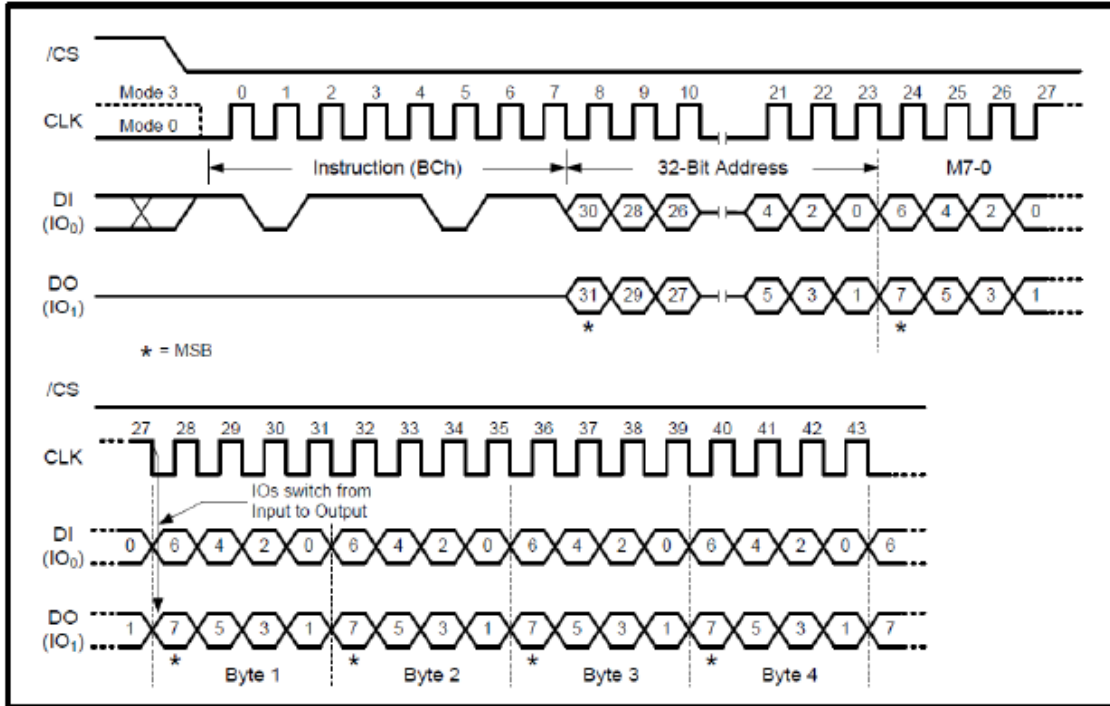 /CS
Mode 3 0 1 2 3 4 5 6 7 8 9 10 21 22 23 24 25 26 27
CLK
Mode 0
Instruction (BCh) 32-Bit Address M7-0
DI
(IO₀) 30 28 26 4 2 0 6 4 2 0
DO
(IO₁) 31 29 27 5 3 1 7 5 3 1
* *
* = MSB
/CS
27 28 29 30 31 32 33 34 35 36 37 38 39 40 41 42 43
CLK
IOs switch from
Input to Output
DI
(IO₀) 0 6 4 2 0 6 4 2 0 6 4 2 0 6 4 2 0 6
DO
(IO₁) 1 7 5 3 1 7 5 3 1 7 5 3 1 7 5 3 1 7
* * * *
Byte 1 Byte 2 Byte 3 Byte 4